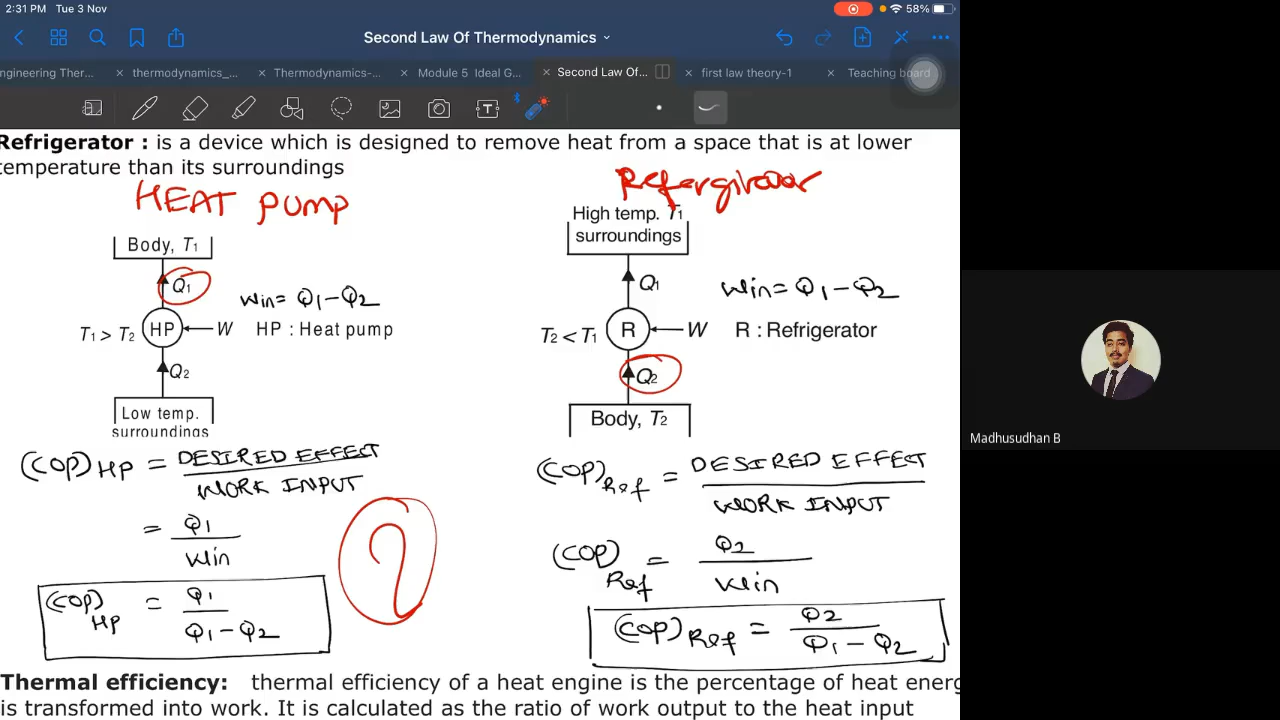 2:31 PM Tue 3 Nov
58%
Second Law Of Thermodynamics
ngineering Ther...
thermodynamics_...
Thermodynamics-...
Module 5 Ideal G...
Second Law Of...
first law theory-1
Teaching board
Refrigerator : is a device which is designed to remove heat from a space that is at lower
temperature than its surroundings
HEAT PUMP
Body, T1
Q1
Win = Q1 - Q2
T1 > T2
HP
W
HP : Heat pump
Q2
Low temp.
surroundings
(COP)HP = DESIRED EFFECT
WORK INPUT
= Q1
Win
(COP)HP = Q1
Q1 - Q2
?
Refergirator
High temp. T1
surroundings
Q1
Win = Q1 - Q2
T2 < T1
R
W
R : Refrigerator
Q2
Body, T2
(COP)Ref = DESIRED EFFECT
WORK INPUT
(COP)Ref = Q2
Win
(COP)Ref = Q2
Q1 - Q2
Thermal efficiency: thermal efficiency of a heat engine is the percentage of heat energ
is transformed into work. It is calculated as the ratio of work output to the heat input
Madhusudhan B